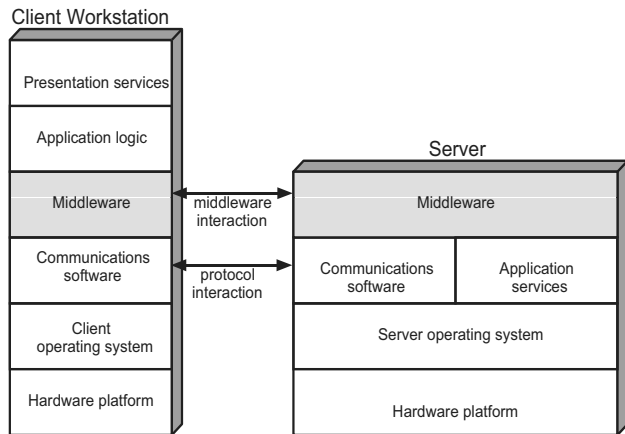 Client Workstation
Presentation services
Application logic
Middleware
Communications
software
Client
operating system
Hardware platform
middleware
interaction
protocol
interaction
Server
Middleware
Communications
software
Application
services
Server operating system
Hardware platform